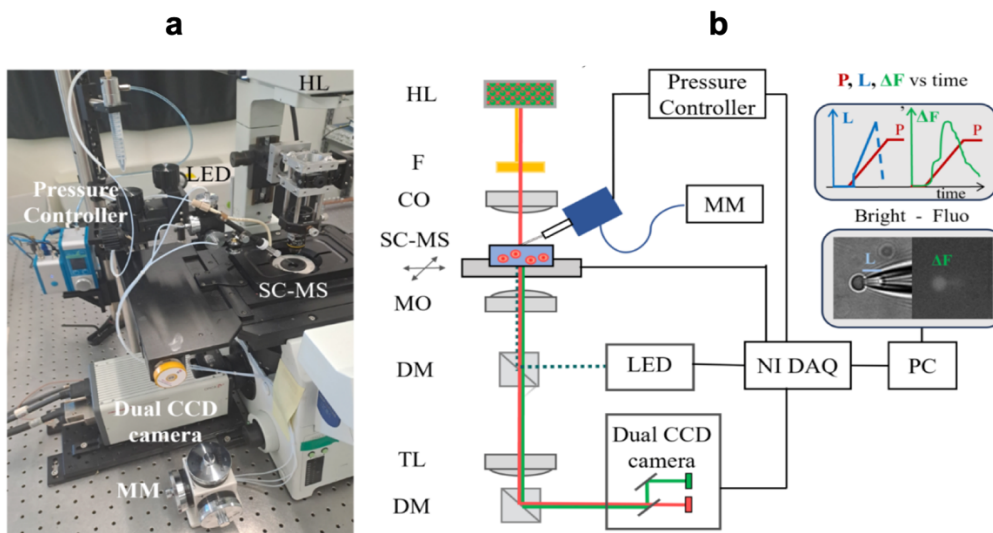 a
b
HL
LED
Pressure
Controller
SC-MS
Dual CCD
camera
MM
HL
F
CO
SC-MS
MO
DM
TL
DM
Pressure
Controller
MM
LED
NI DAQ
PC
Dual CCD
camera
P, L, ΔF vs time
L
P
ΔF
P
time
Bright - Fluo
L
ΔF